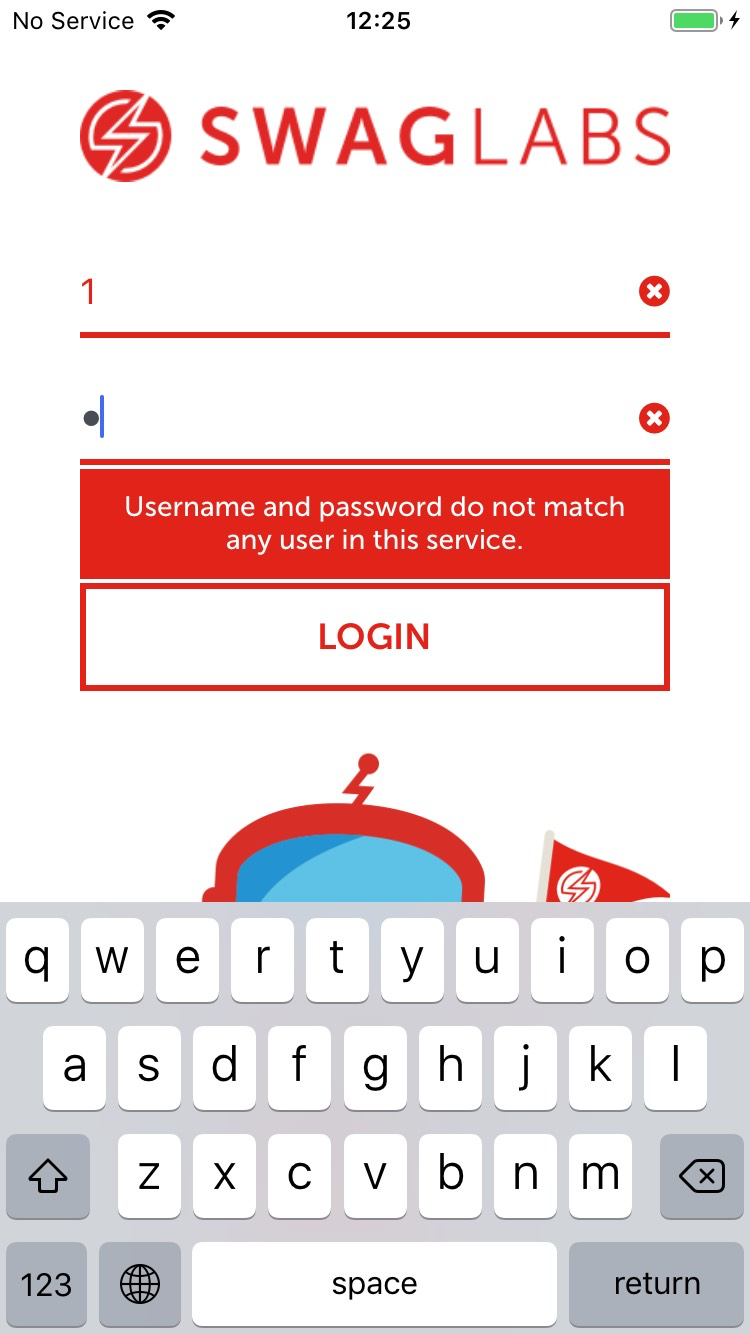 No Service 12:25
SWAGLABS
1
Username and password do not match
any user in this service.
LOGIN
q w e r t y u i o p
a s d f g h j k l
z x c v b n m
123 space return